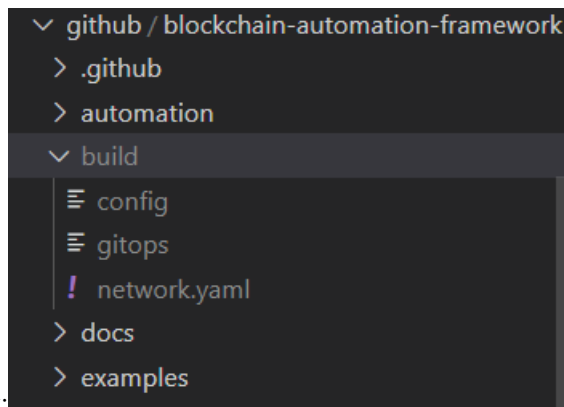 github / blockchain-automation-framework
.github
automation
build
config
gitops
! network.yaml
docs
examples
.